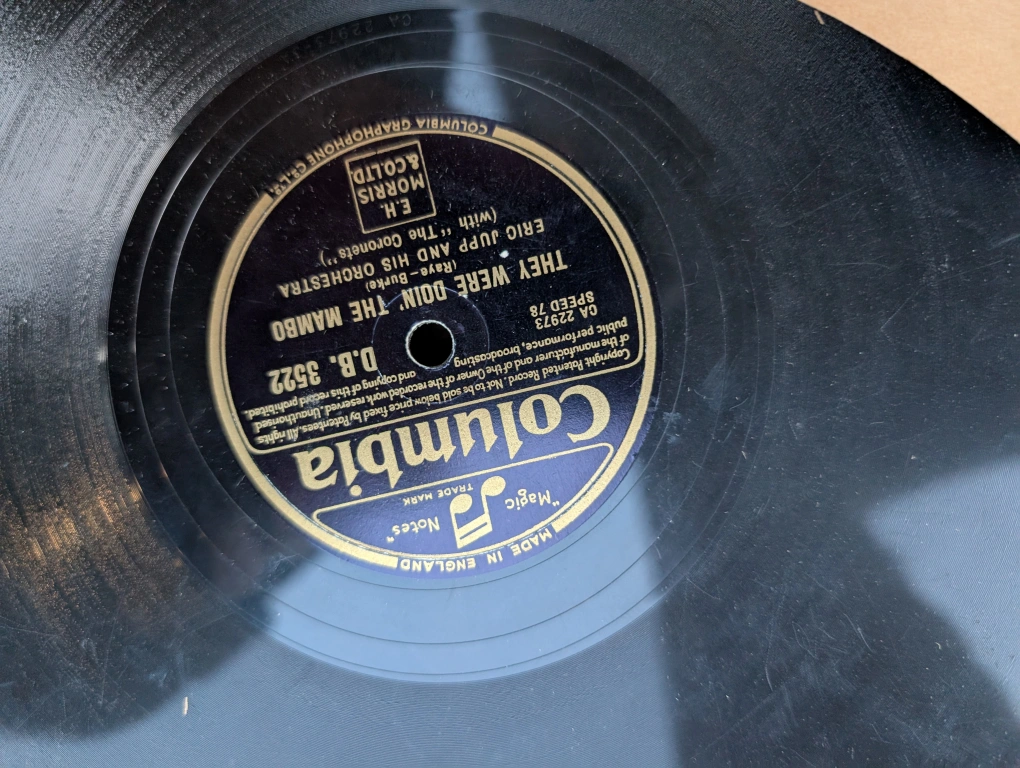 MADE IN ENGLAND
"Magic Notes"
TRADE MARK
Columbia
Copyright Patented Record. Not to be sold below price fixed by Patentees. All rights
of the manufacturer and of the Owner of the recorded work reserved. Unauthorised
public performance, broadcasting and copying of this record prohibited.
SPEED 78
CA 22973
D.B. 3522
THEY WERE DOIN' THE MAMBO
(Raye-Burke)
ERIC JUPP AND HIS ORCHESTRA
(with "The Coronets")
E.H.
MORRIS
& CO. LTD.
COLUMBIA GRAPHOPHONE CO. LTD.